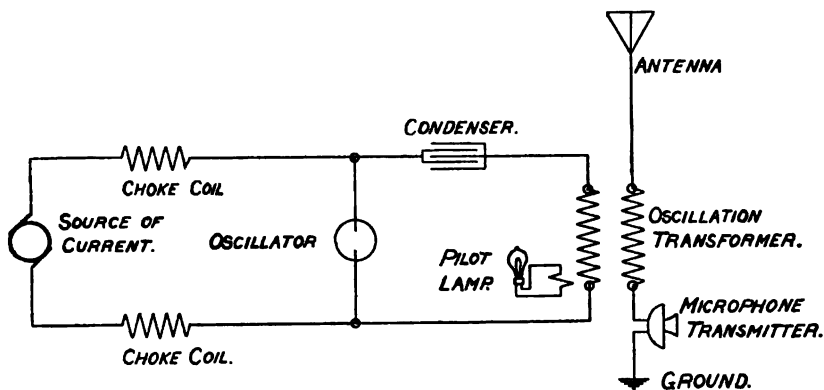 ANTENNA
CONDENSER.
CHOKE COIL
SOURCE OF
CURRENT.
OSCILLATOR
PILOT
LAMP.
OSCILLATION
TRANSFORMER.
MICROPHONE
TRANSMITTER.
CHOKE COIL.
GROUND.